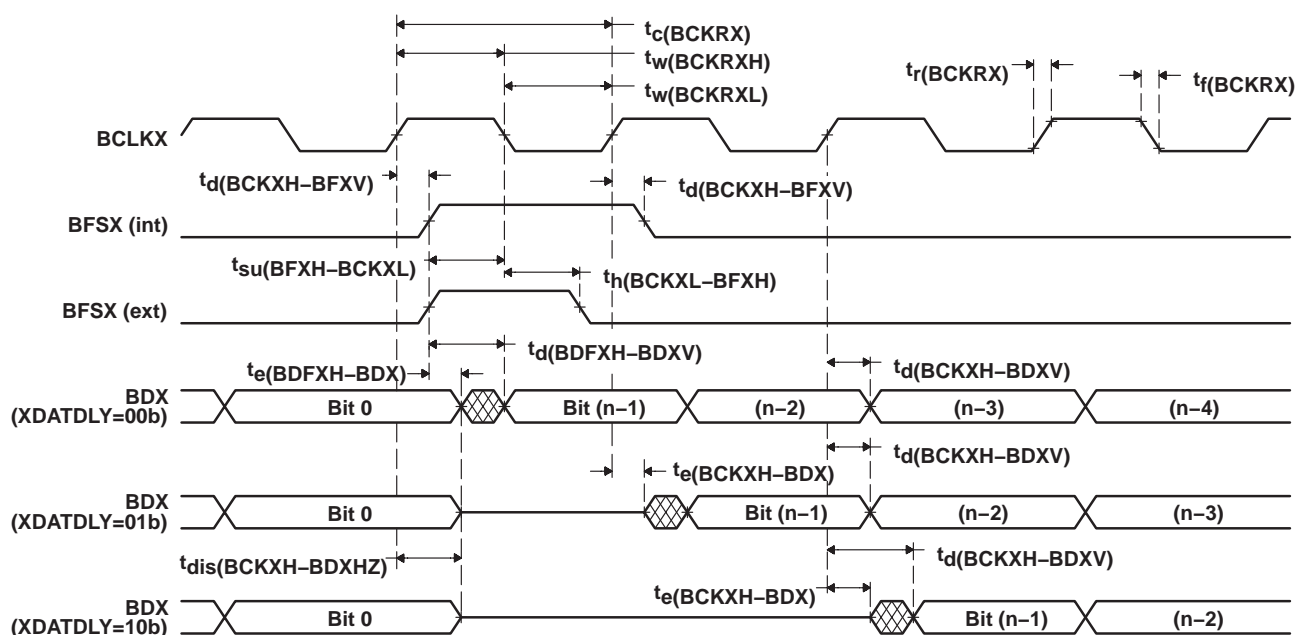 tc(BCKRX)
tw(BCKRXH)
tw(BCKRXL)
tr(BCKRX)
tf(BCKRX)
BCLKX
td(BCKXH–BFXV)
td(BCKXH–BFXV)
BFSX (int)
tsu(BFXH–BCKXL)
th(BCKXL–BFXH)
BFSX (ext)
td(BDFXH–BDXV)
te(BDFXH–BDX)
td(BCKXH–BDXV)
BDX
(XDATDLY=00b)
Bit 0
Bit (n–1)
(n–2)
(n–3)
(n–4)
td(BCKXH–BDXV)
te(BCKXH–BDX)
BDX
(XDATDLY=01b)
Bit 0
Bit (n–1)
(n–2)
(n–3)
tdis(BCKXH–BDXHZ)
td(BCKXH–BDXV)
te(BCKXH–BDX)
BDX
(XDATDLY=10b)
Bit 0
Bit (n–1)
(n–2)